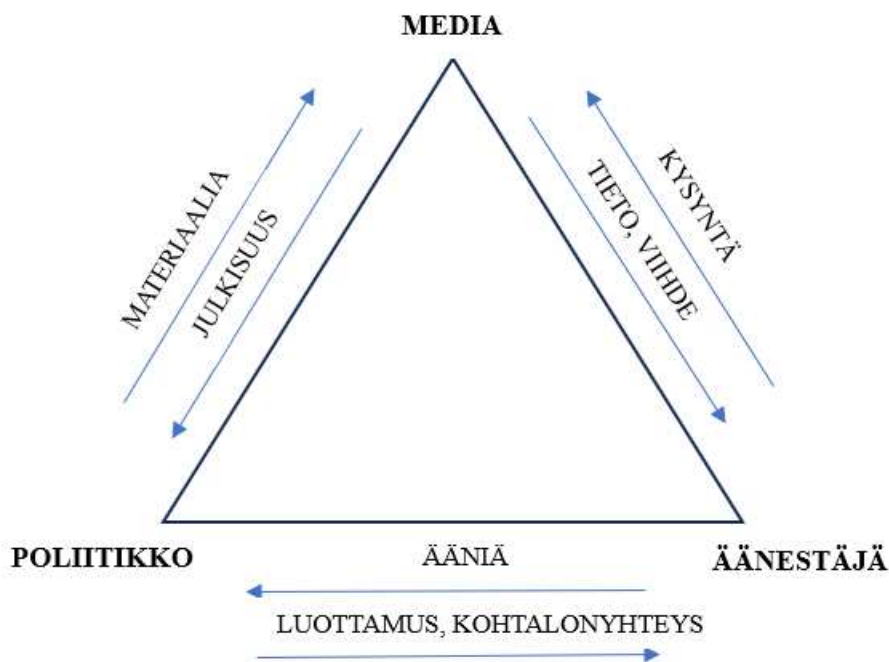 MEDIA
MATERIAALIA
JULKISUUS
TIETO, VIIHDE
KYSYNTÄ
POLIITIKKO
ÄÄNIÄ
ÄÄNESTÄJÄ
LUOTTAMUS, KOHTALONYHTEYS